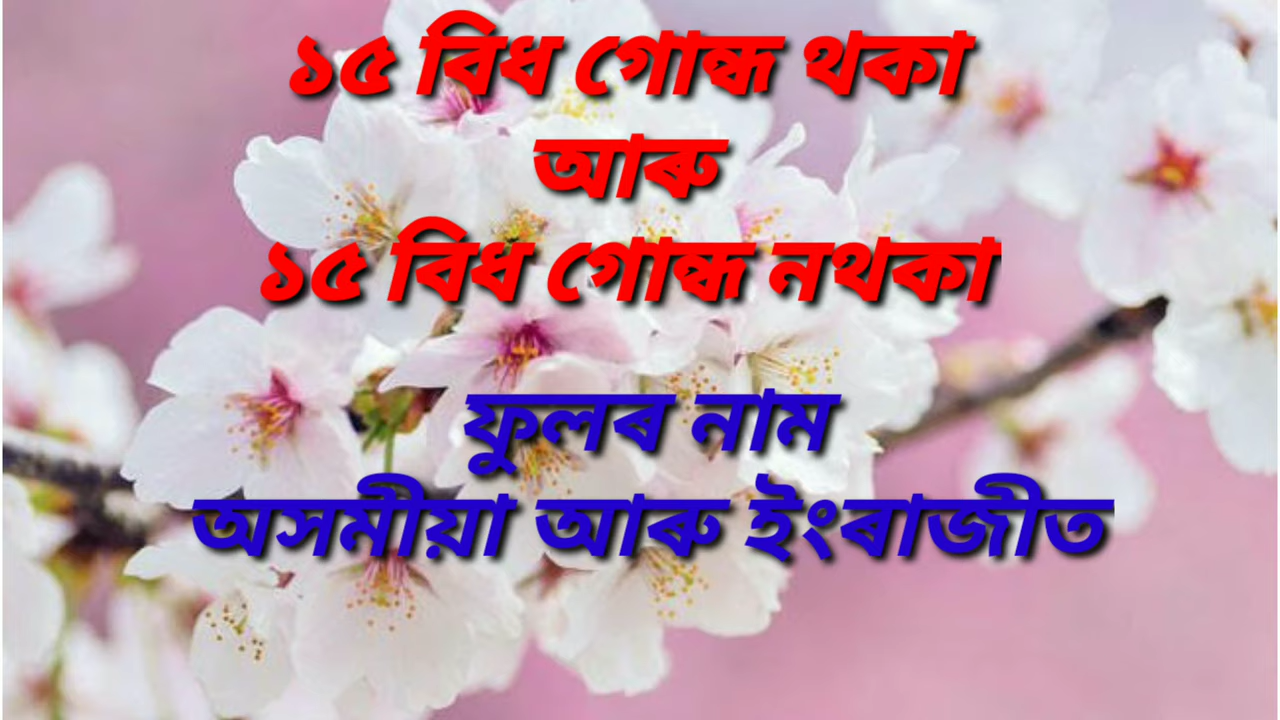 ১৫ বিধ গোন্ধ থকা
আৰু
১৫ বিধ গোন্ধ নথকা
ফুলৰ নাম
অসমীয়া আৰু ইংৰাজীত